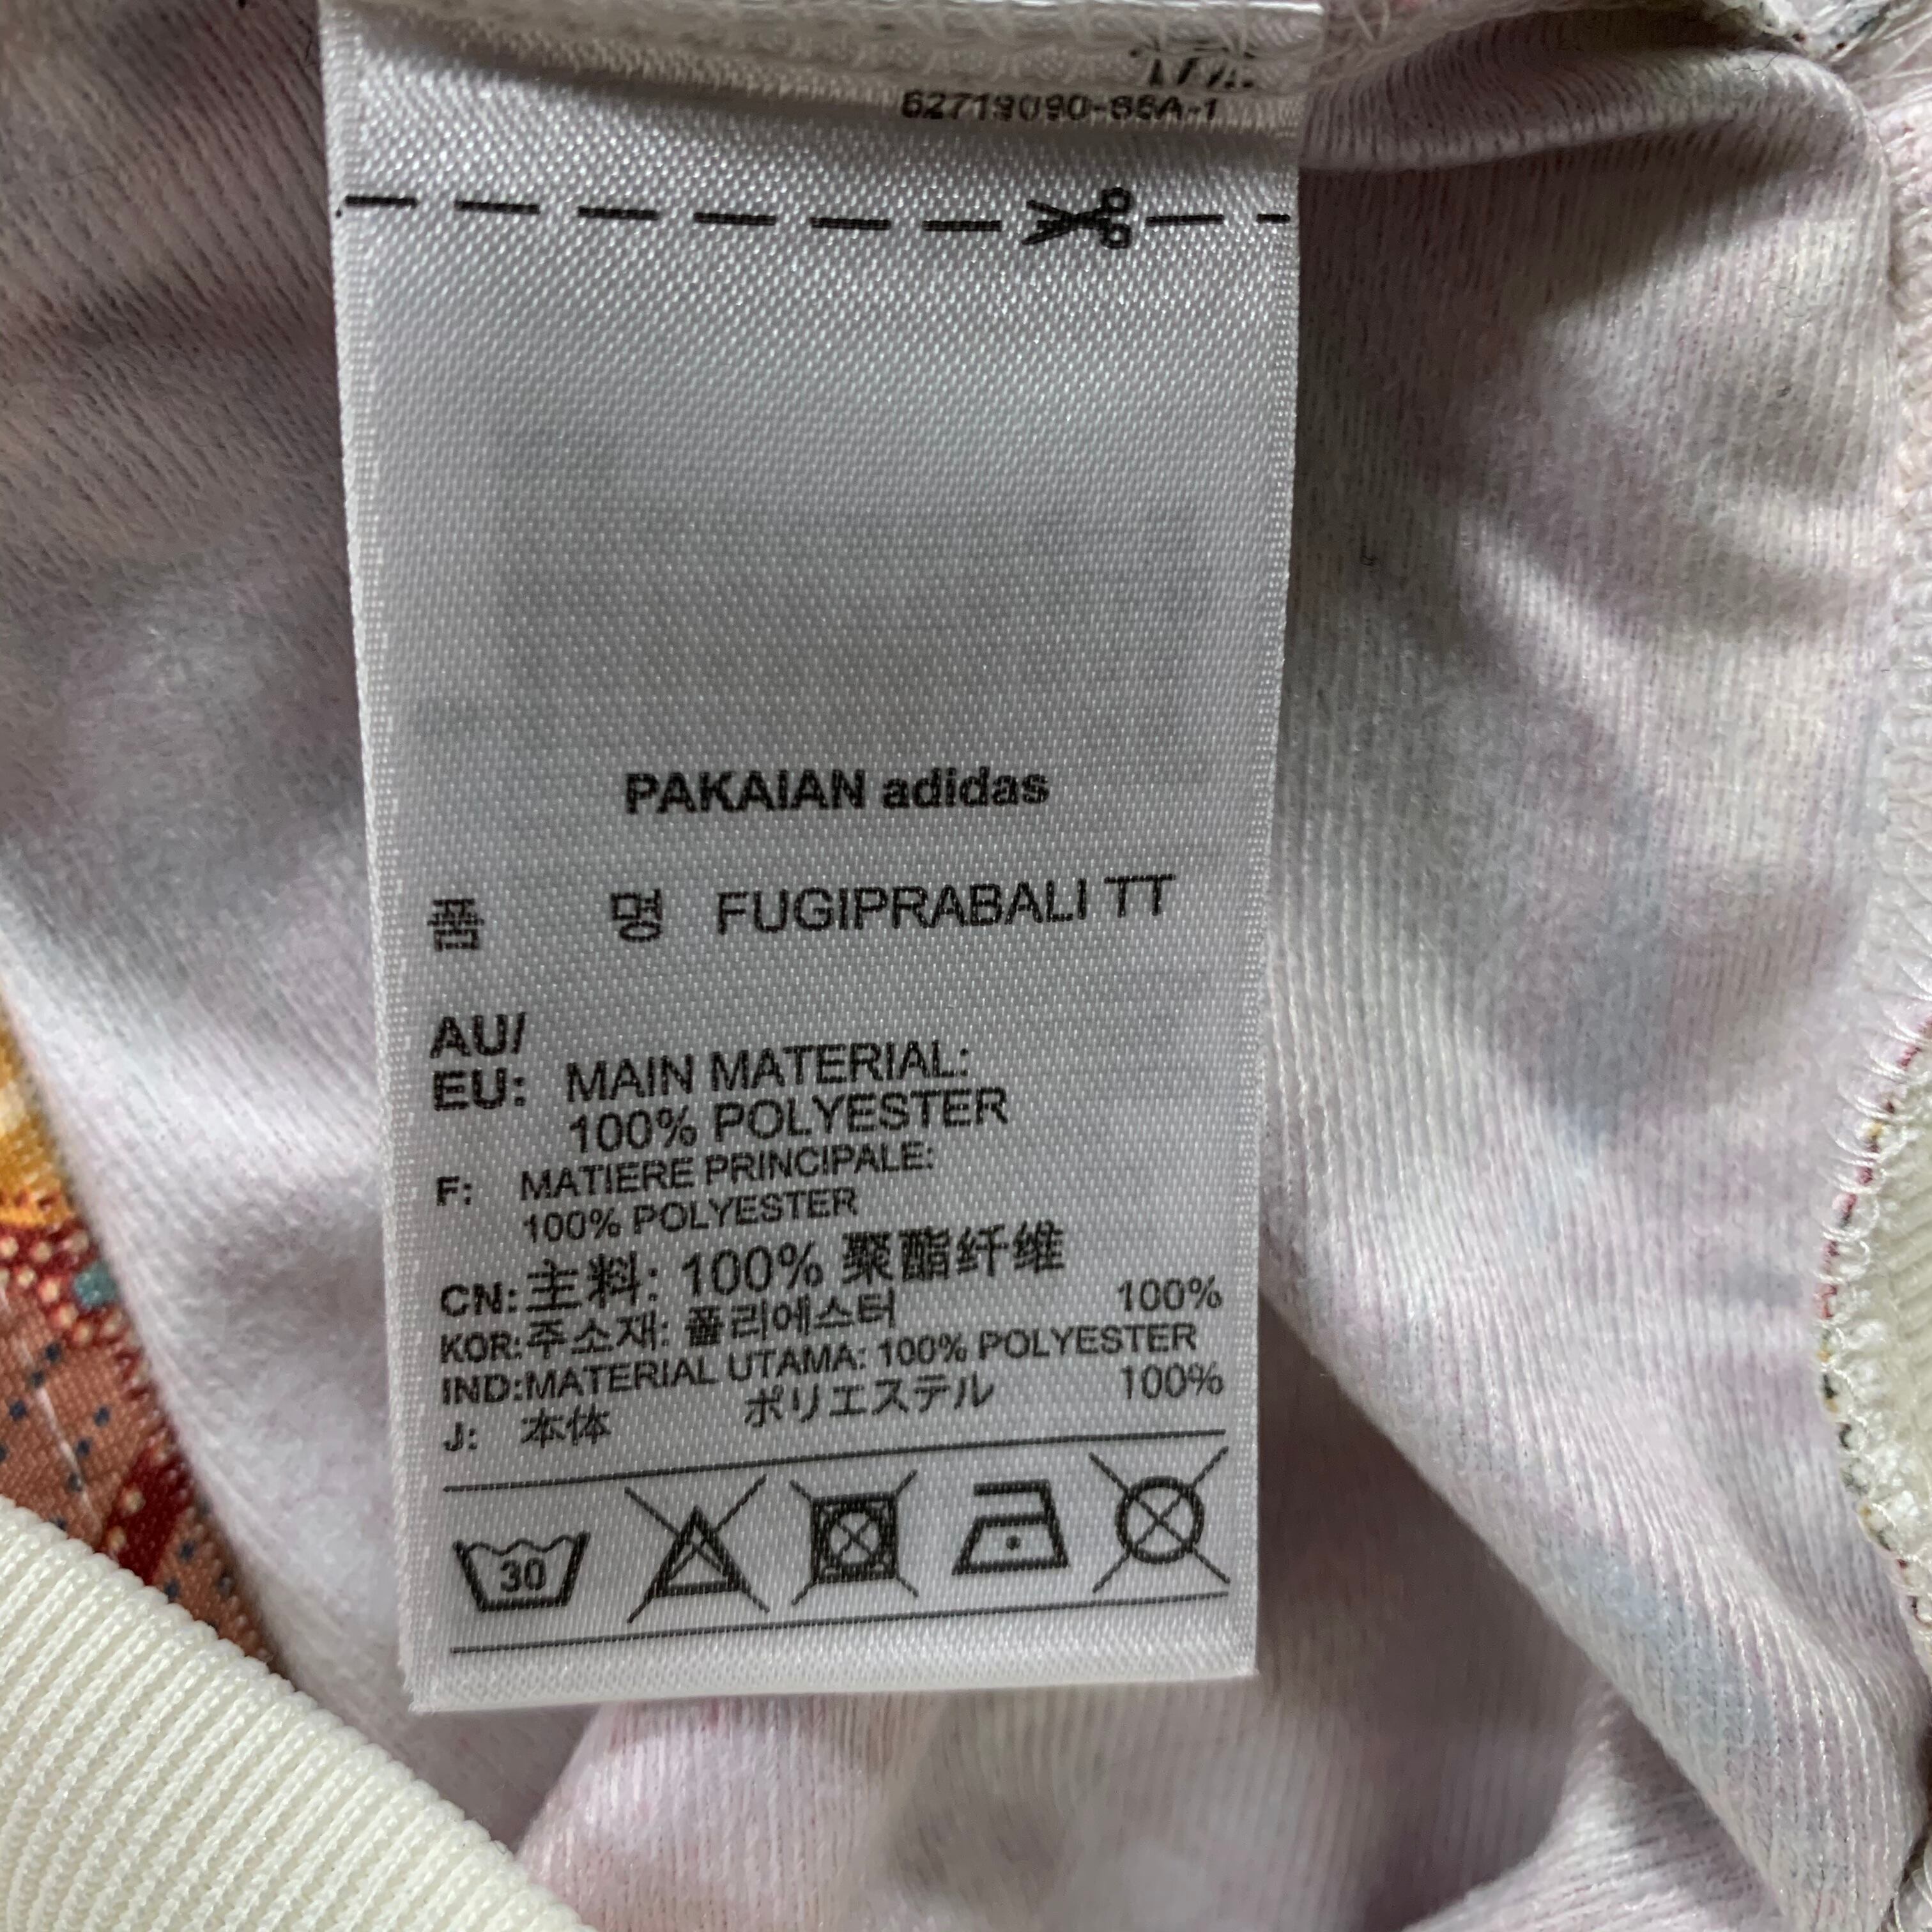 62719090-66A-1
PAKAIAN adidas
품 명 FUGIPRABALI TT
AU/
EU: MAIN MATERIAL:
100% POLYESTER
F: MATIERE PRINCIPALE:
100% POLYESTER
CN: 主料: 100% 聚酯纤维
KOR: 주소재: 폴리에스터 100%
IND:MATERIAL UTAMA: 100% POLYESTER
J: 本体 ポリエステル 100%
30